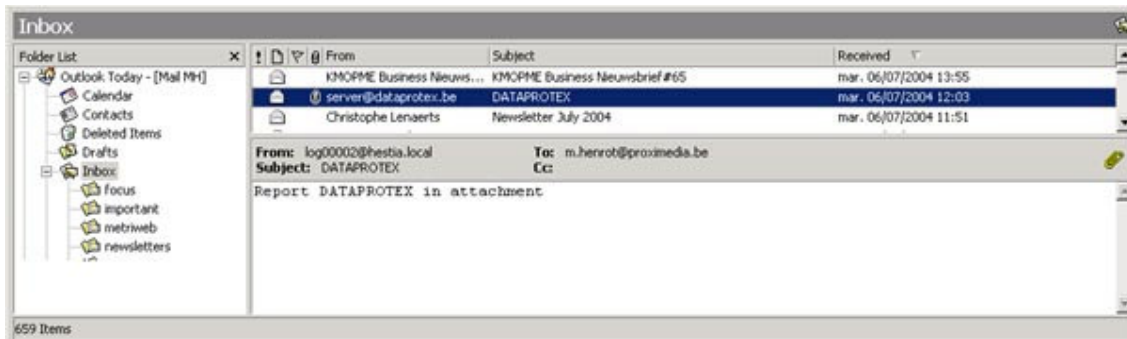 Inbox
Folder List
Outlook Today - [Mail MH]
Calendar
Contacts
Deleted Items
Drafts
Inbox
focus
important
metriweb
newsletters
From Subject Received
KMOPME Business Nieuws... KMOPME Business Nieuwsbrief #65 mar. 06/07/2004 13:55
server@dataprotex.be DATAPROTEX mar. 06/07/2004 12:03
Christophe Lenaerts Newsletter July 2004 mar. 06/07/2004 11:51
From: log00002@hestia.local To: m.henrot@proximedia.be
Subject: DATAPROTEX Cc:
Report DATAPROTEX in attachment
659 Items